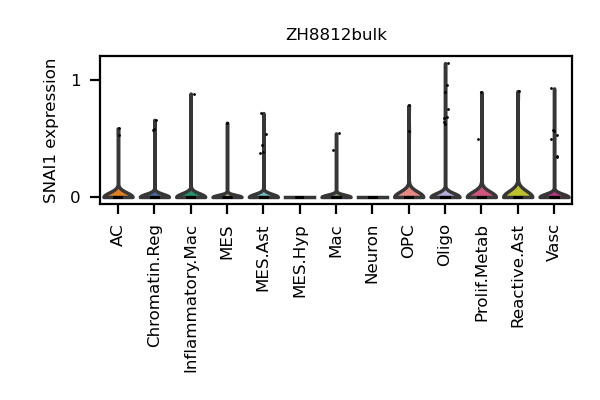 ZH8812bulk
SNAI1 expression
1
0
AC
Chromatin.Reg
Inflammatory.Mac
MES
MES.Ast
MES.Hyp
Mac
Neuron
OPC
Oligo
Prolif.Metab
Reactive.Ast
Vasc